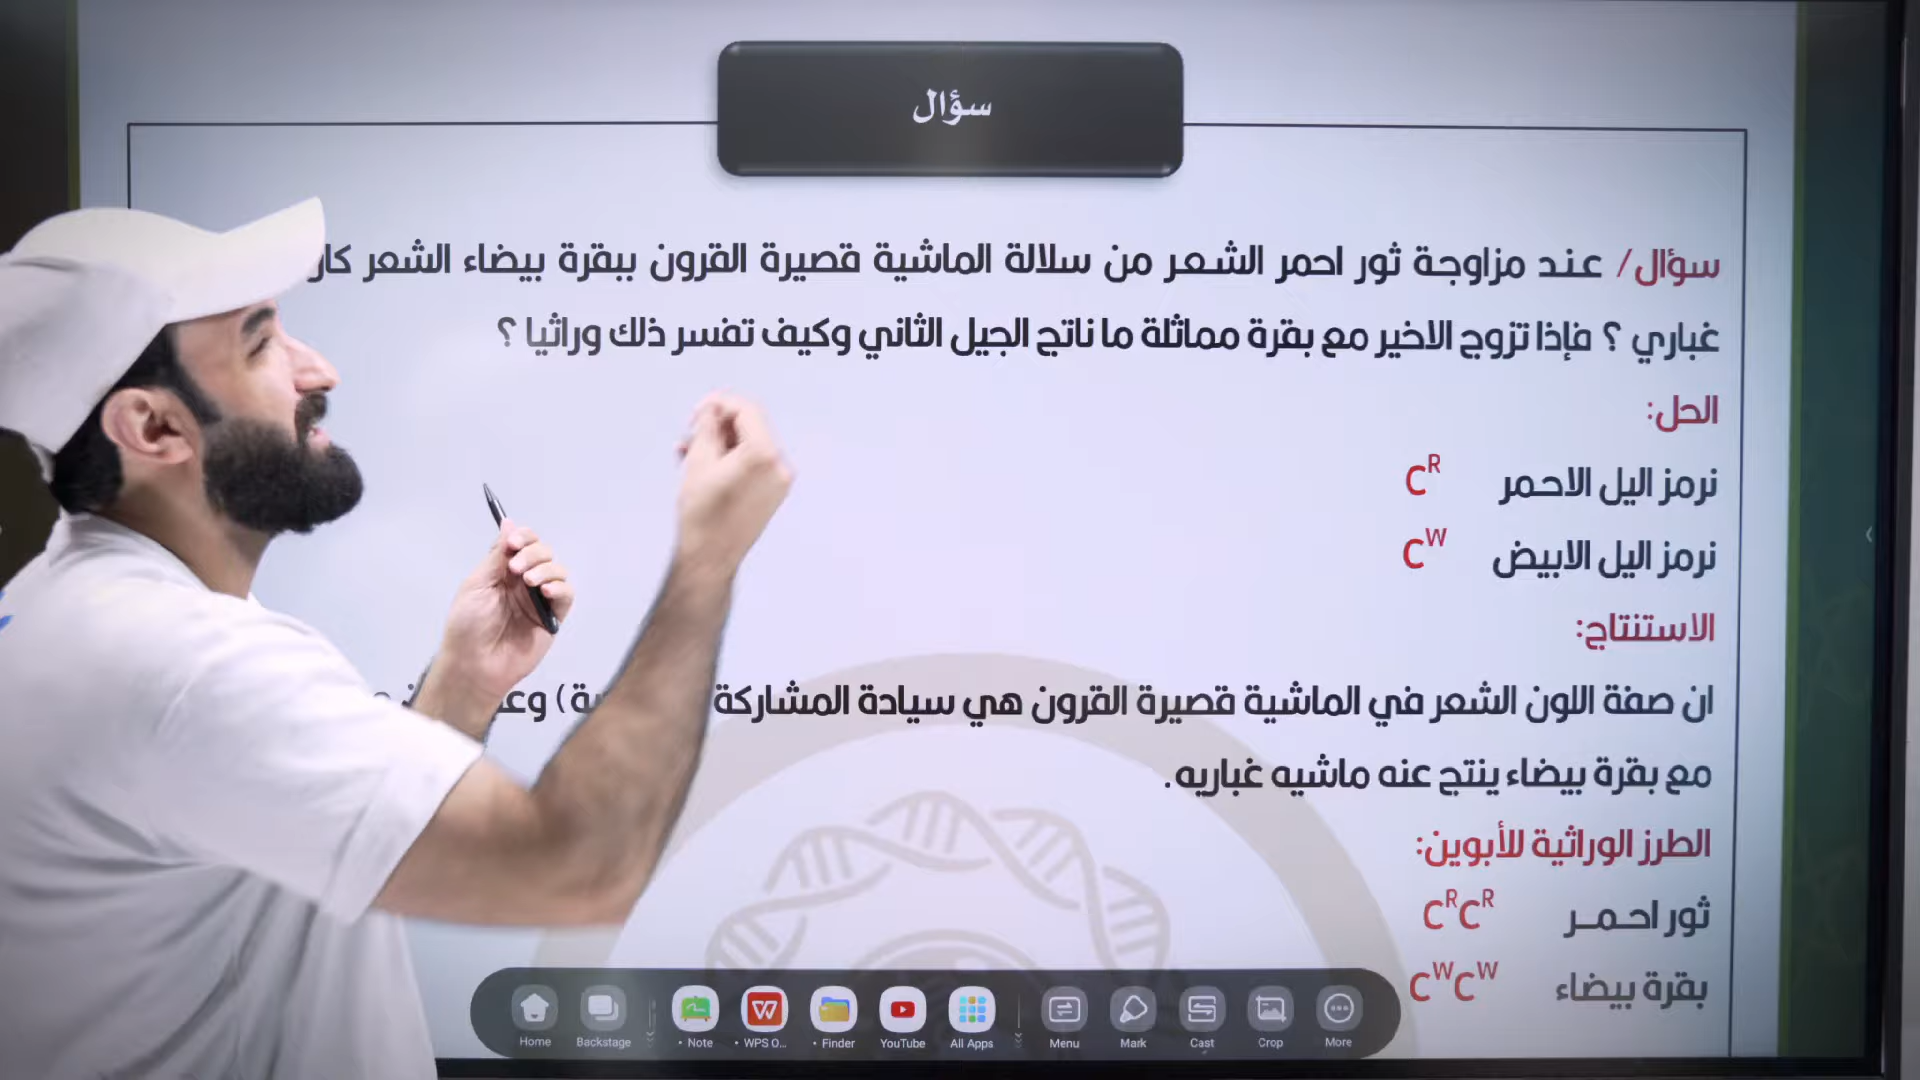 سؤال
سؤال/ عند مزاوجة ثور احمر الشعر من سلالة الماشية قصيرة القرون ببقرة بيضاء الشعر
غباري ؟ فإذا تزوج الاخير مع بقرة مماثلة ما ناتج الجيل الثاني وكيف تفسر ذلك وراثيا ؟
الحل:
نرمز اليل الاحمر C^R
نرمز اليل الابيض C^W
الاستنتاج:
ان صفة اللون الشعر في الماشية قصيرة القرون هي سيادة المشاركة
مع بقرة بيضاء ينتج عنه ماشيه غباريه.
الطرز الوراثية للأبوين:
ثور احمر C^RC^R
بقرة بيضاء C^WC^W
Home Backstage Note WPS O... Finder YouTube All Apps Menu Mark Cast Crop More